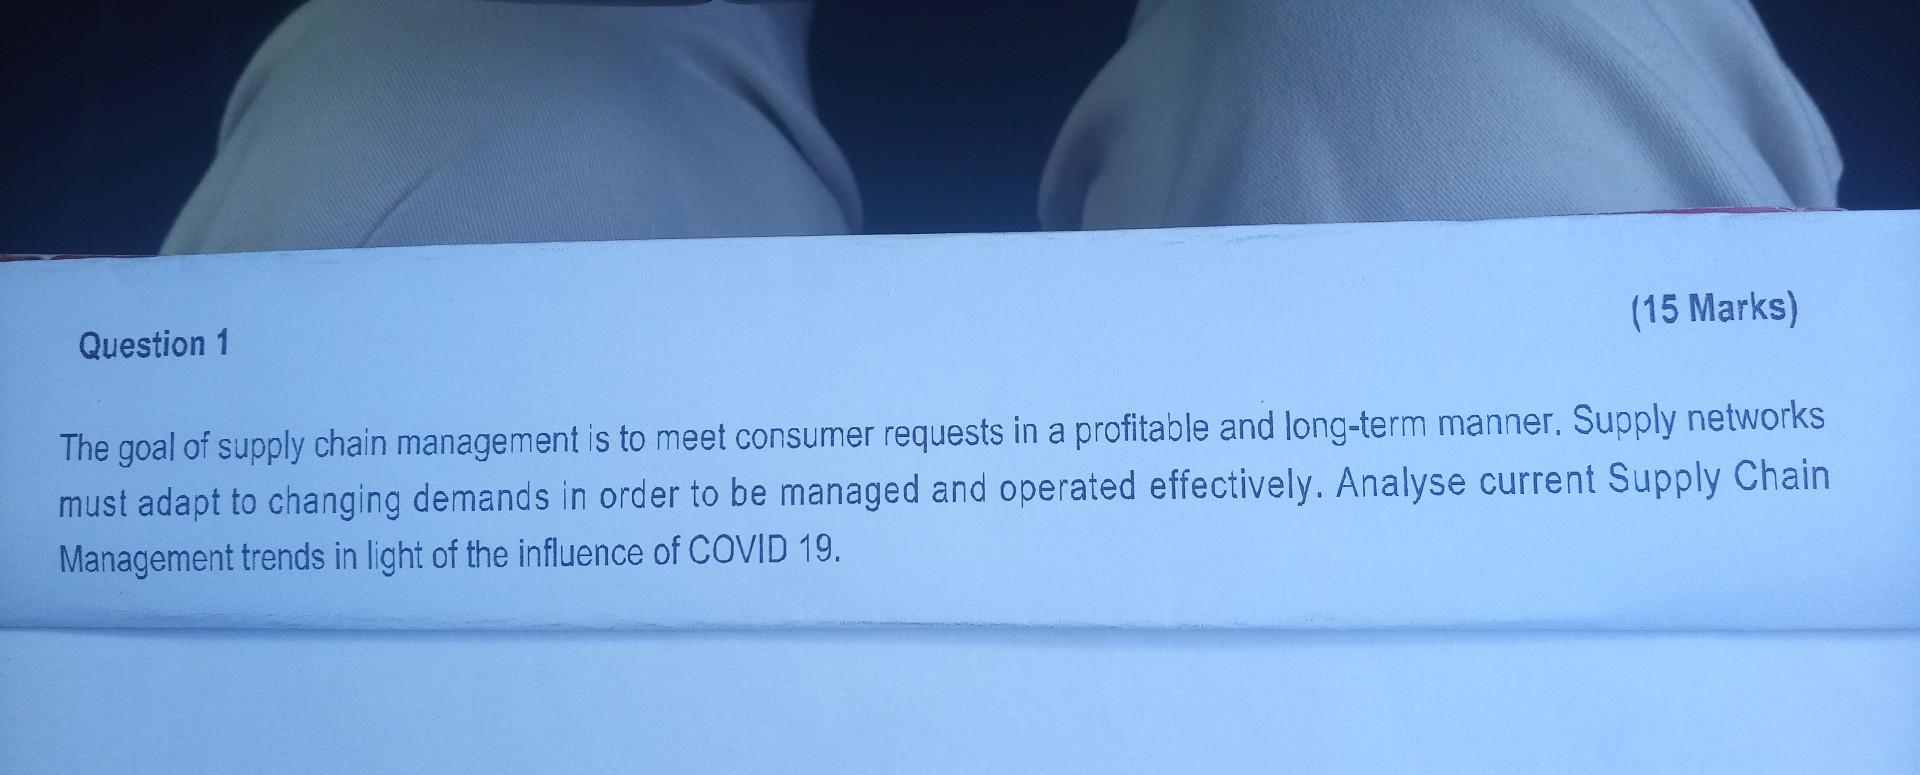 (15 Marks)
Question 1
The goal of supply chain management is to meet consumer requests in a profitable and long-term manner. Supply networks
must adapt to changing demands in order to be managed and operated effectively. Analyse current Supply Chain
Management trends in light of the influence of COVID 19.